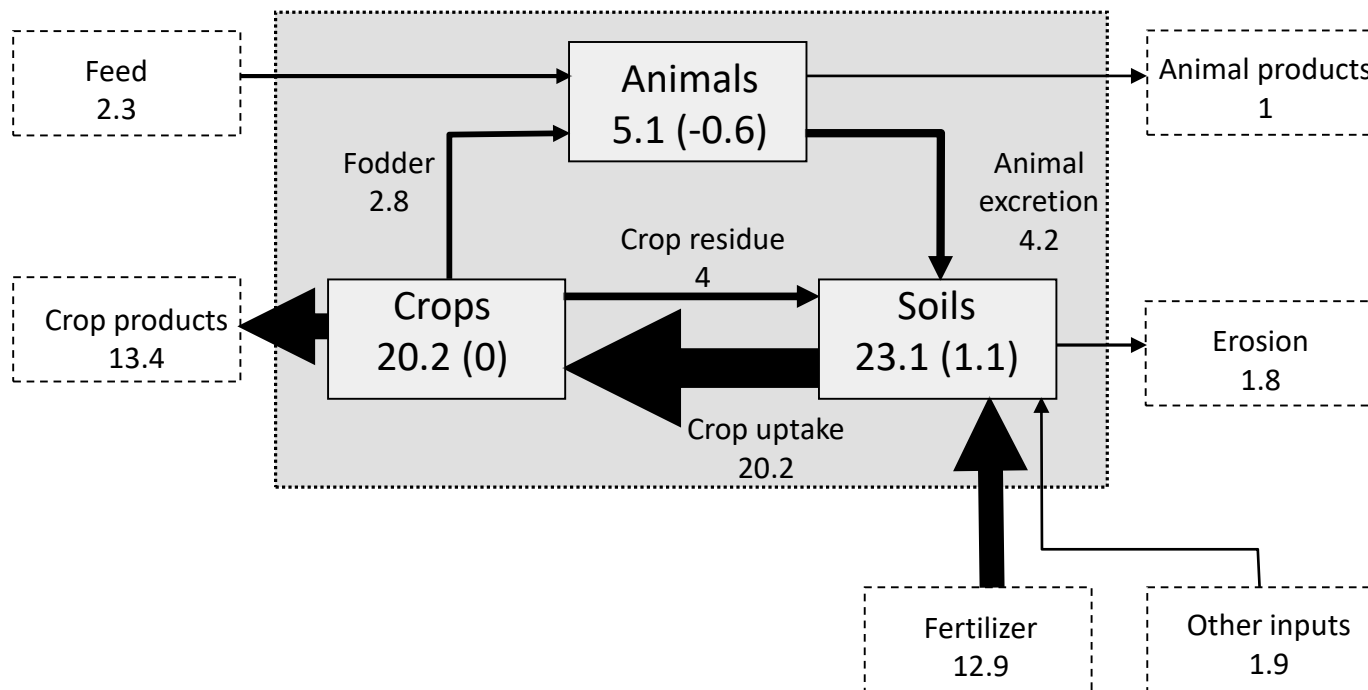 Feed
2.3
Animals
5.1 (-0.6)
Animal products
1
Fodder
2.8
Animal
excretion
4.2
Crop residue
4
Crop products
13.4
Crops
20.2 (0)
Soils
23.1 (1.1)
Erosion
1.8
Crop uptake
20.2
Fertilizer
12.9
Other inputs
1.9